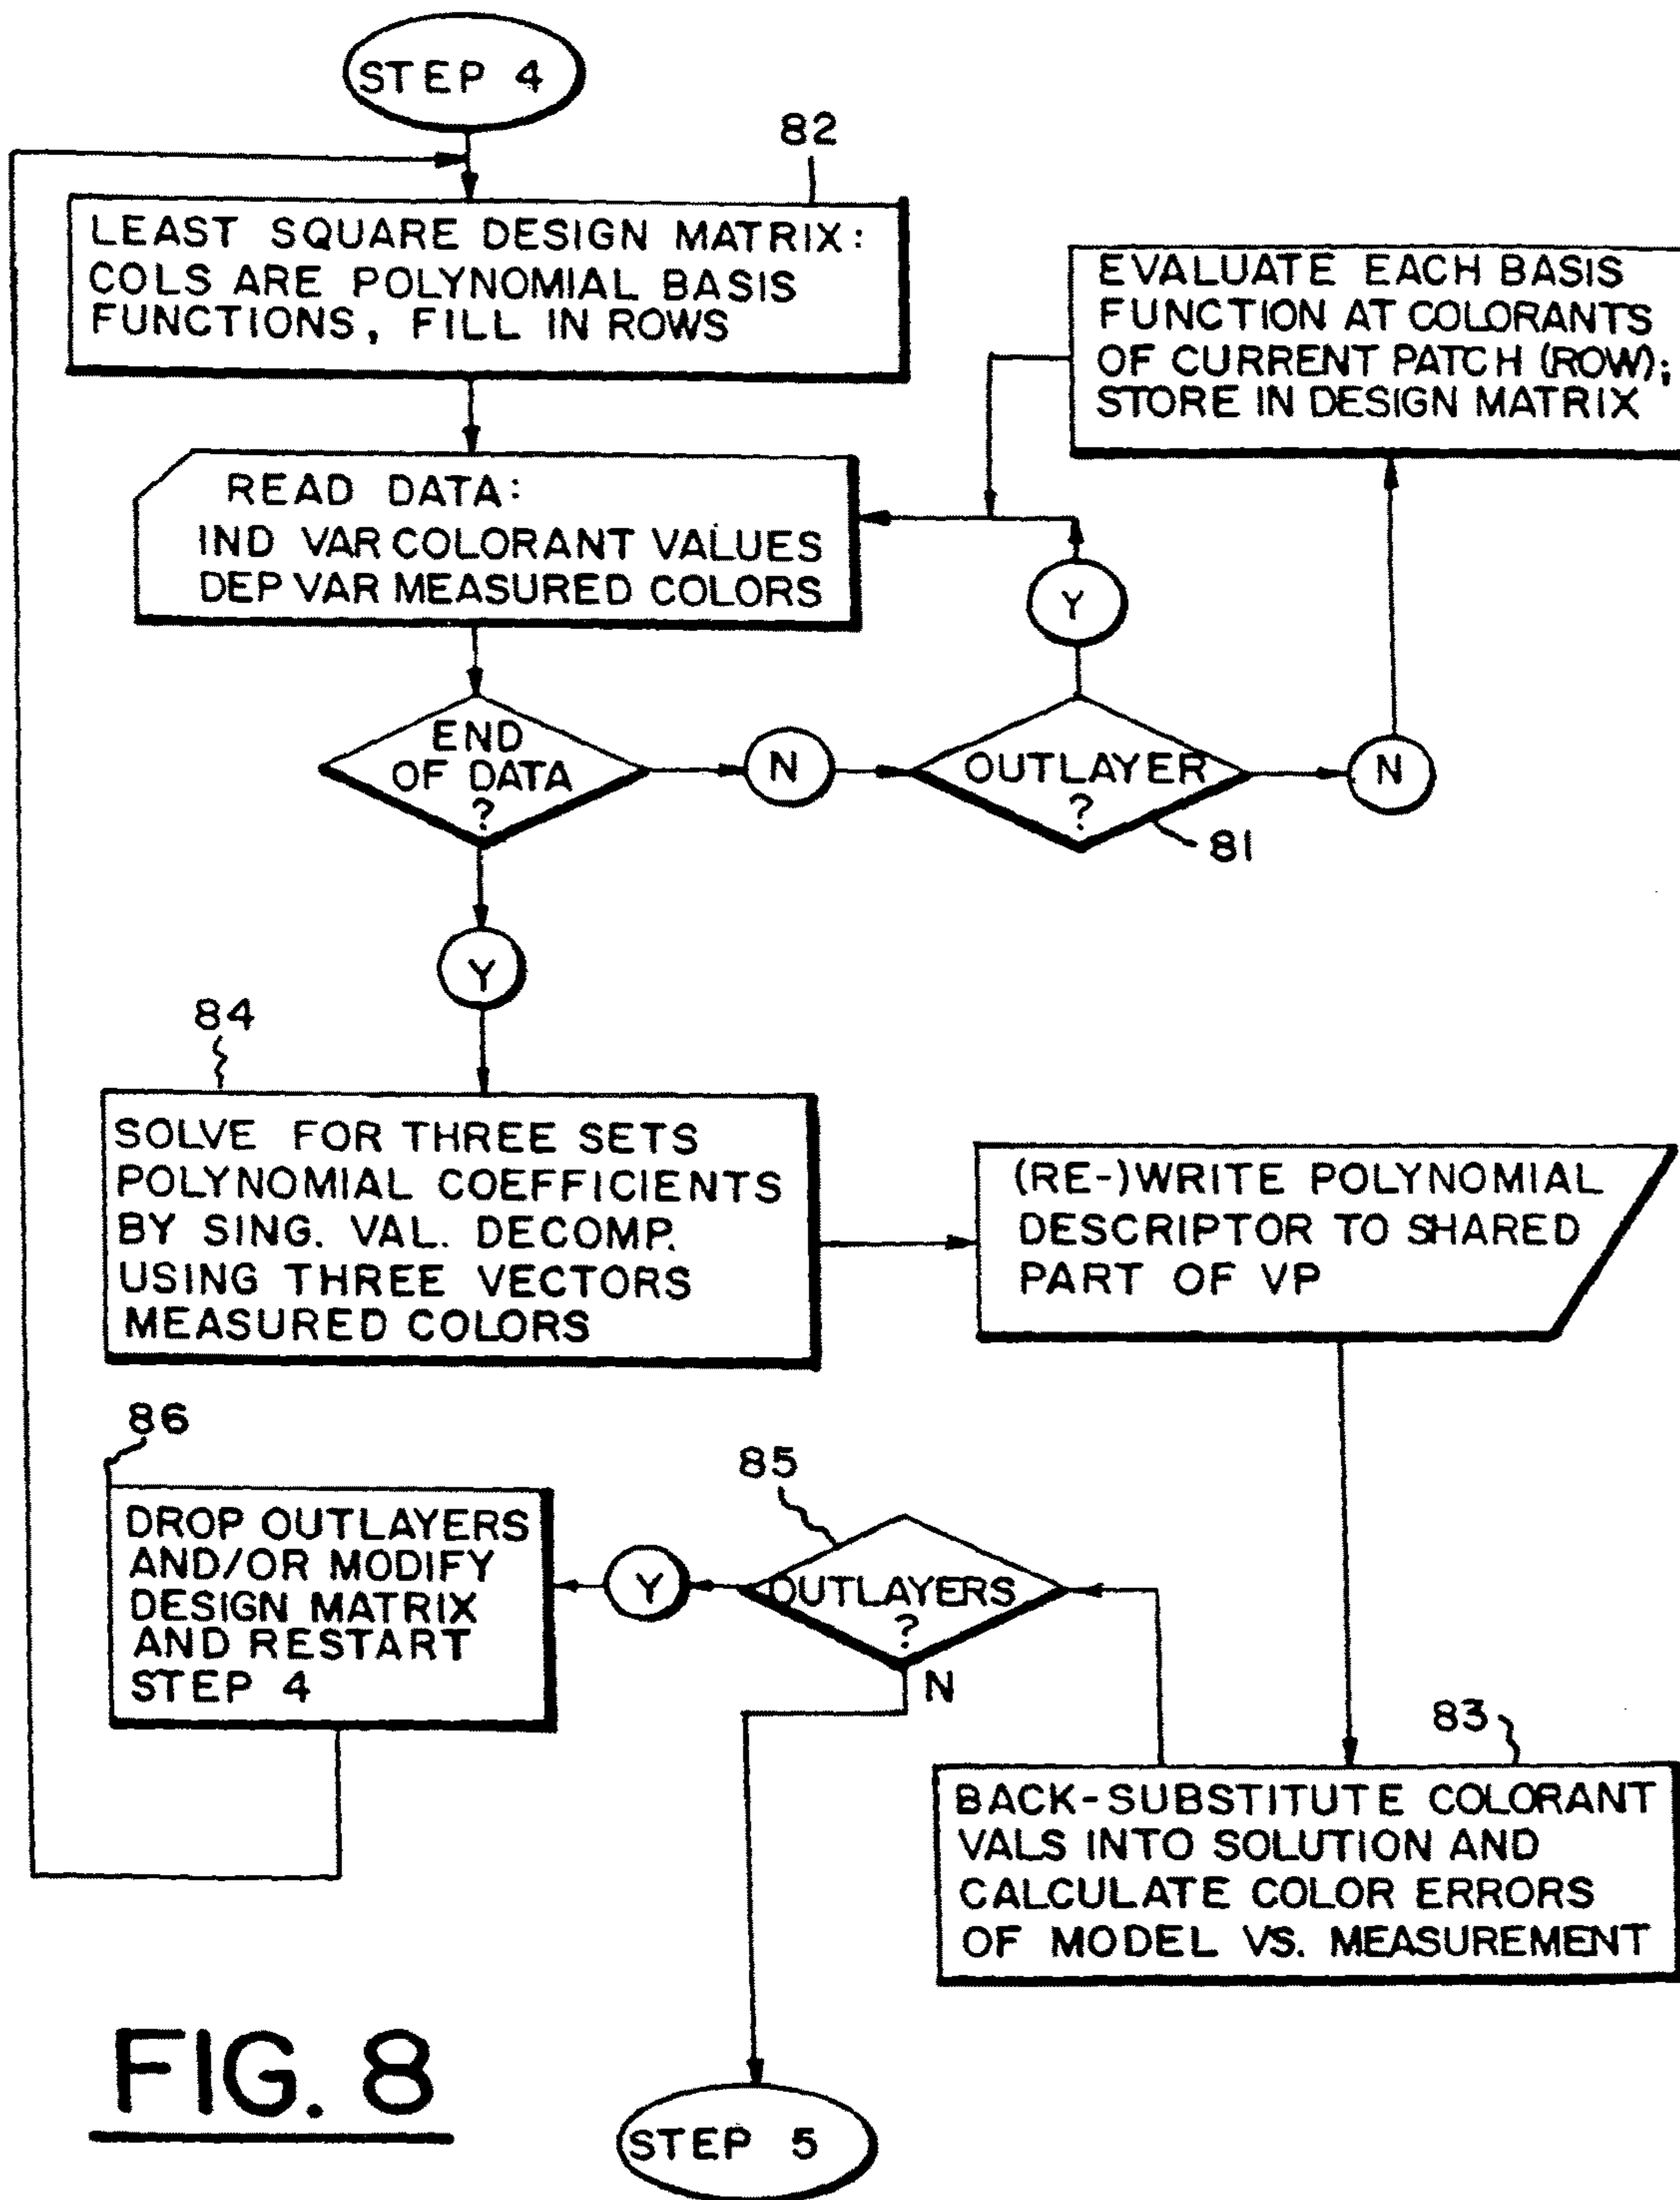 STEP 4
82
LEAST SQUARE DESIGN MATRIX:
COLS ARE POLYNOMIAL BASIS
FUNCTIONS, FILL IN ROWS
EVALUATE EACH BASIS
FUNCTION AT COLORANTS
OF CURRENT PATCH (ROW);
STORE IN DESIGN MATRIX
READ DATA:
IND VAR COLORANT VALUES
DEP VAR MEASURED COLORS
Y
END
OF DATA
?
N
OUTLAYER
?
N
81
Y
84
SOLVE FOR THREE SETS
POLYNOMIAL COEFFICIENTS
BY SING. VAL. DECOMP.
USING THREE VECTORS
MEASURED COLORS
(RE-)WRITE POLYNOMIAL
DESCRIPTOR TO SHARED
PART OF VP
86
DROP OUTLAYERS
AND/OR MODIFY
DESIGN MATRIX
AND RESTART
STEP 4
Y
85
OUTLAYERS
?
N
83
BACK-SUBSTITUTE COLORANT
VALS INTO SOLUTION AND
CALCULATE COLOR ERRORS
OF MODEL VS. MEASUREMENT
FIG. 8
STEP 5